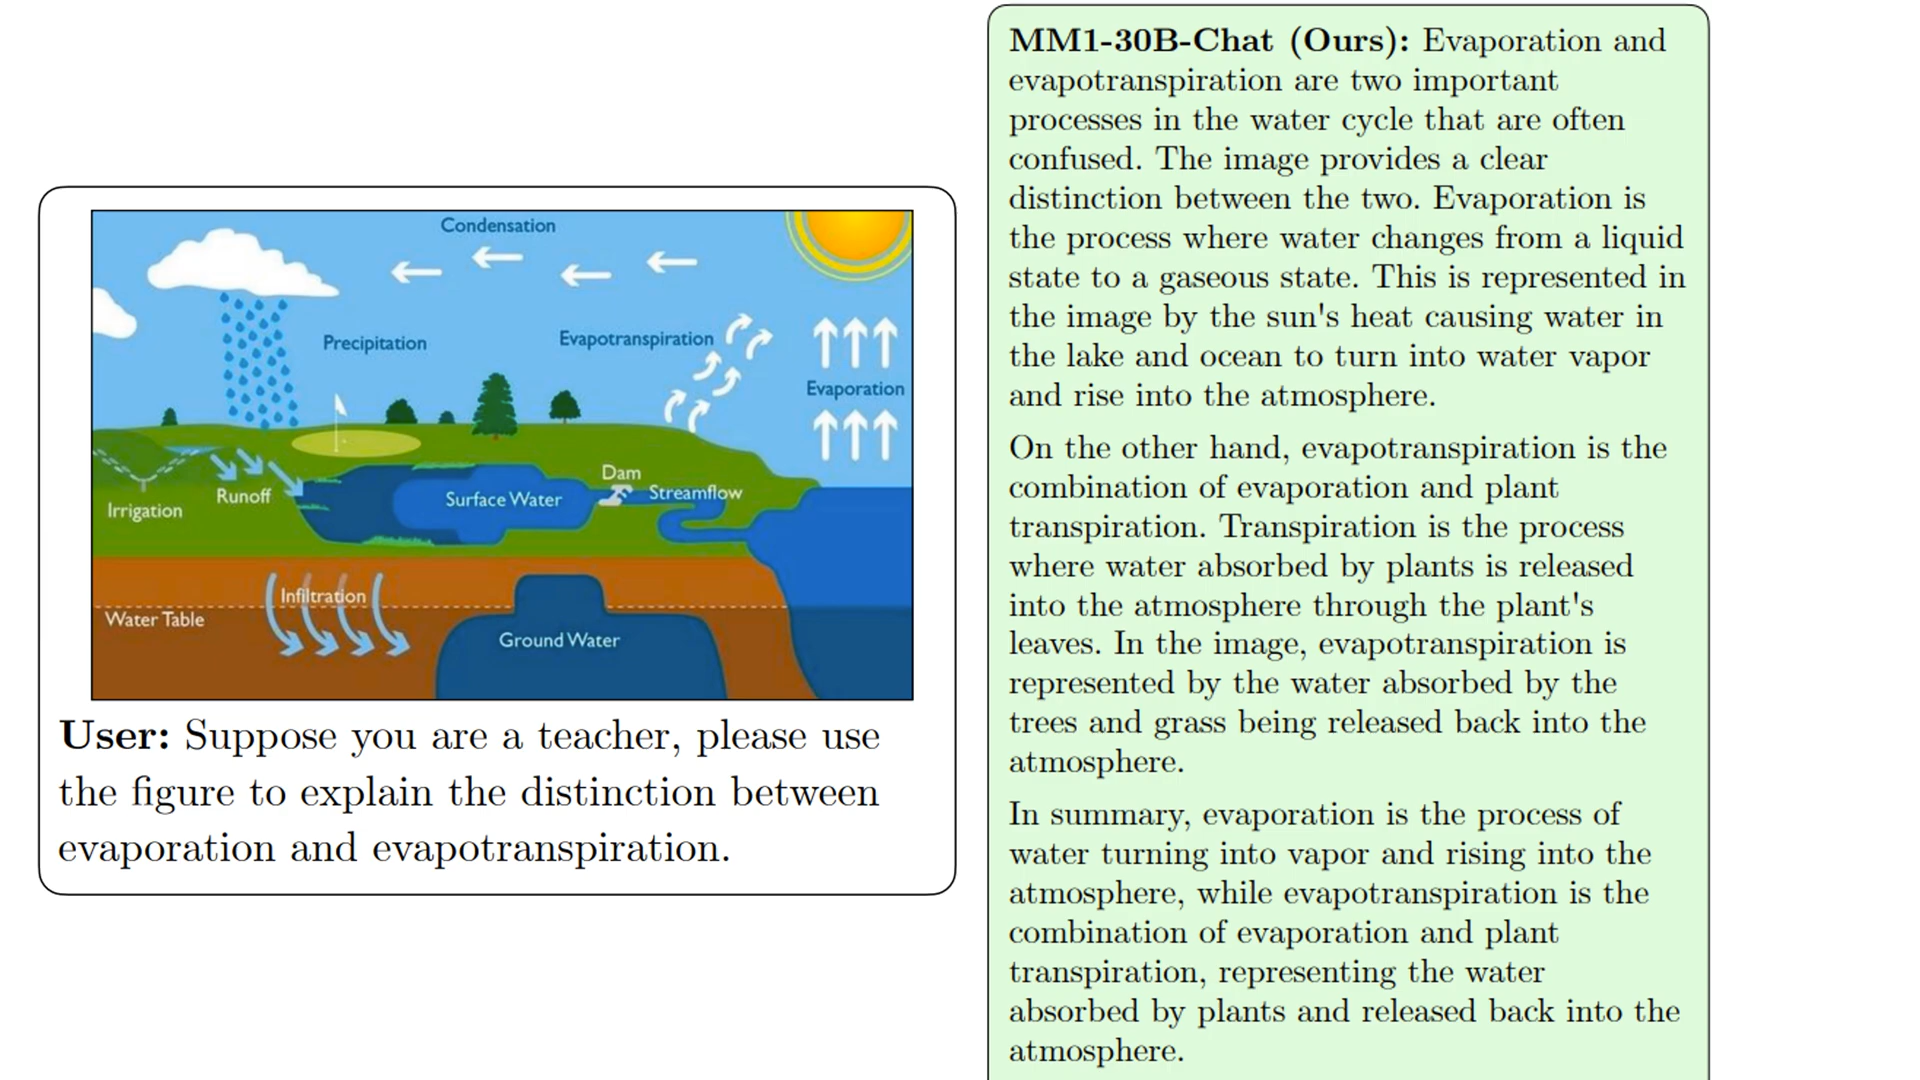 Condensation
Precipitation
Evapotranspiration
Evaporation
Dam
Streamflow
Surface Water
Runoff
Irrigation
Infiltration
Water Table
Ground Water
User: Suppose you are a teacher, please use
the figure to explain the distinction between
evaporation and evapotranspiration.
MM1-30B-Chat (Ours): Evaporation and
evapotranspiration are two important
processes in the water cycle that are often
confused. The image provides a clear
distinction between the two. Evaporation is
the process where water changes from a liquid
state to a gaseous state. This is represented in
the image by the sun's heat causing water in
the lake and ocean to turn into water vapor
and rise into the atmosphere.
On the other hand, evapotranspiration is the
combination of evaporation and plant
transpiration. Transpiration is the process
where water absorbed by plants is released
into the atmosphere through the plant's
leaves. In the image, evapotranspiration is
represented by the water absorbed by the
trees and grass being released back into the
atmosphere.
In summary, evaporation is the process of
water turning into vapor and rising into the
atmosphere, while evapotranspiration is the
combination of evaporation and plant
transpiration, representing the water
absorbed by plants and released back into the
atmosphere.